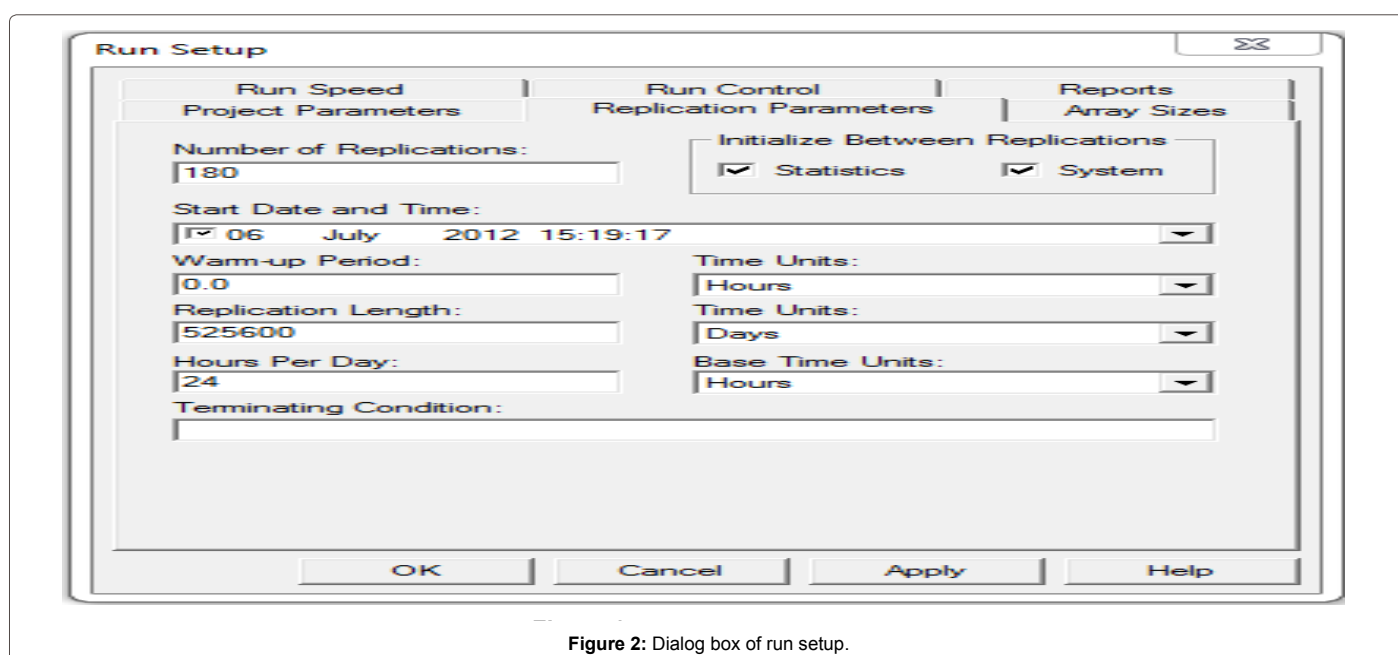 Run Setup
Run Speed Run Control Reports
Project Parameters Replication Parameters Array Sizes
Number of Replications:
180
Initialize Between Replications
Statistics System
Start Date and Time:
06 July 2012 15:19:17
Warm-up Period: Time Units:
0.0 Hours
Replication Length: Time Units:
525600 Days
Hours Per Day: Base Time Units:
24 Hours
Terminating Condition:
OK Cancel Apply Help
Figure 2: Dialog box of run setup.